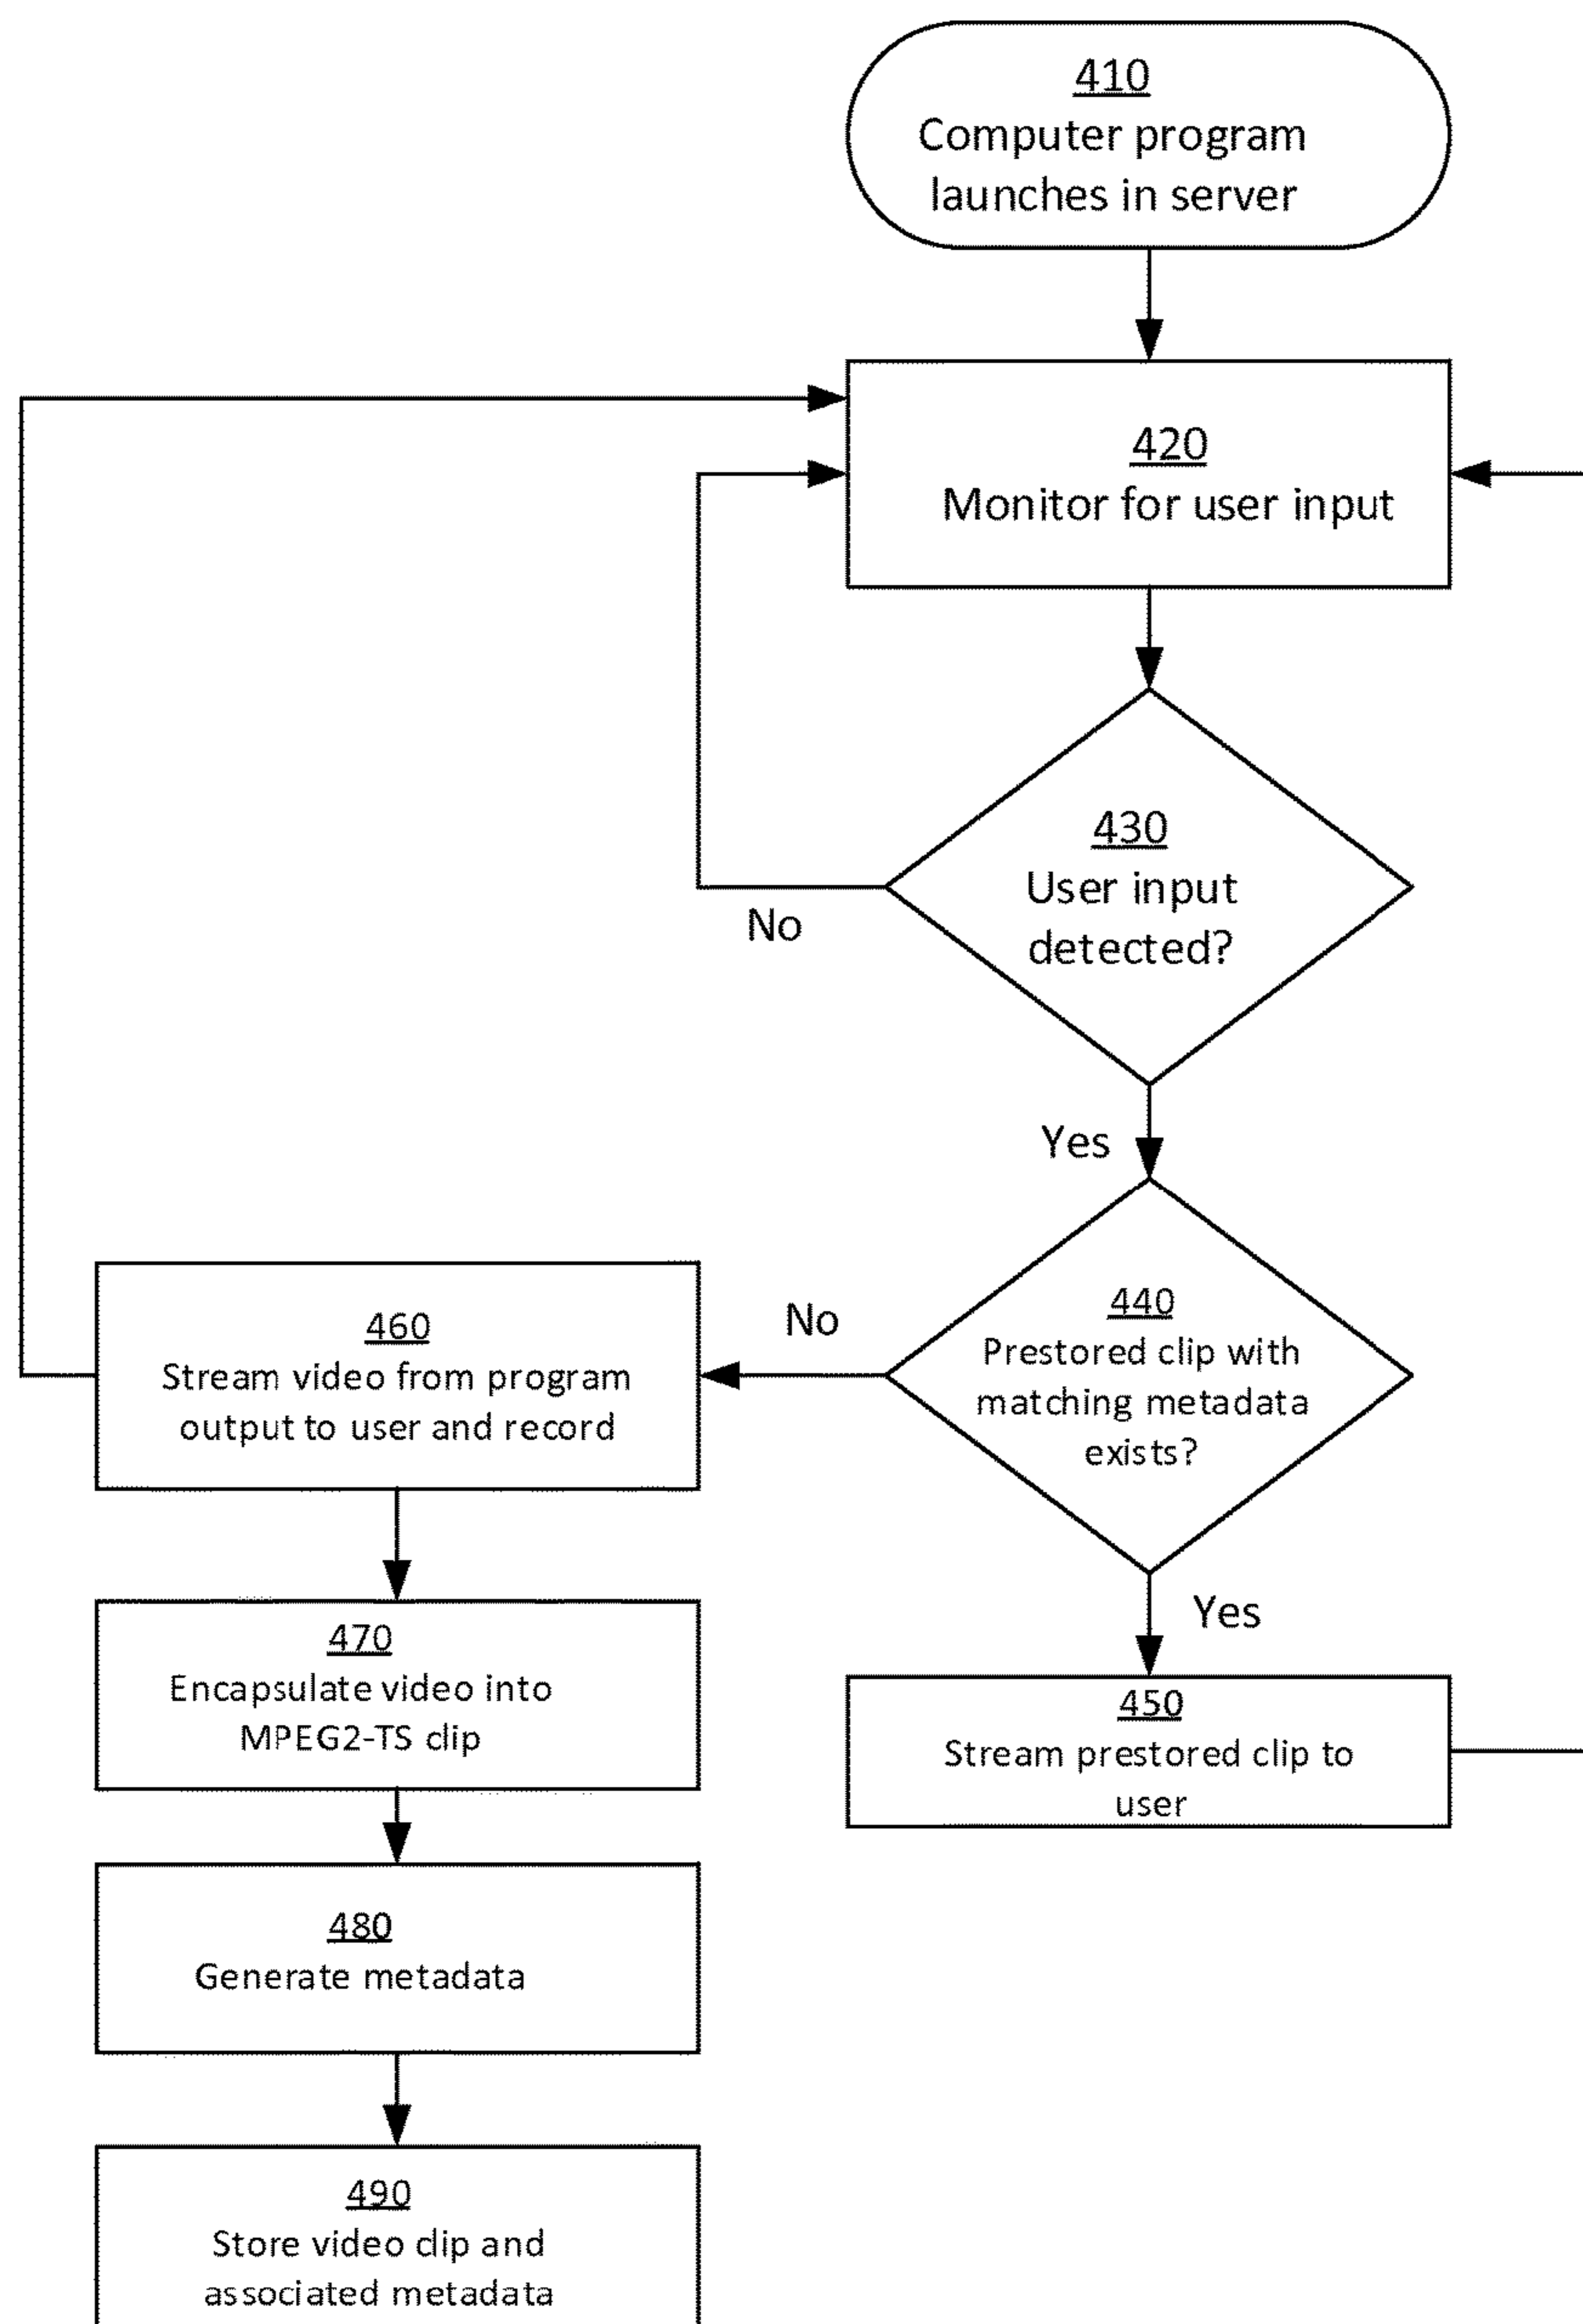 410
Computer program
launches in server
420
Monitor for user input
430
User input
detected?
No
Yes
440
Prestored clip with
matching metadata
exists?
No
Yes
450
Stream prestored clip to
user
460
Stream video from program
output to user and record
470
Encapsulate video into
MPEG2-TS clip
480
Generate metadata
490
Store video clip and
associated metadata